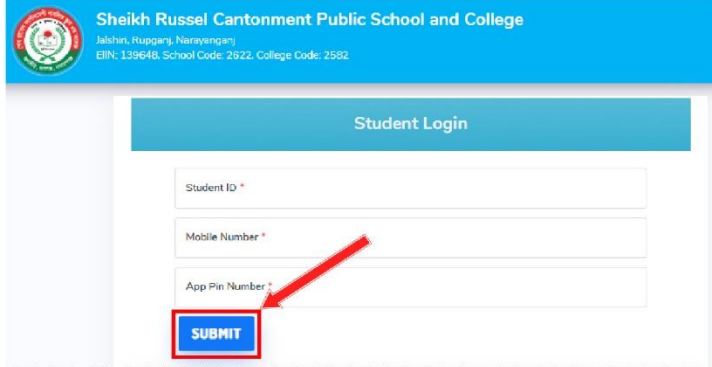 Sheikh Russel Cantonment Public School and College
Jalshiri, Rupganj, Narayanganj
EIIN: 139648, School Code: 2622, College Code: 2582
Student Login
Student ID *
Mobile Number *
App Pin Number *
SUBMIT